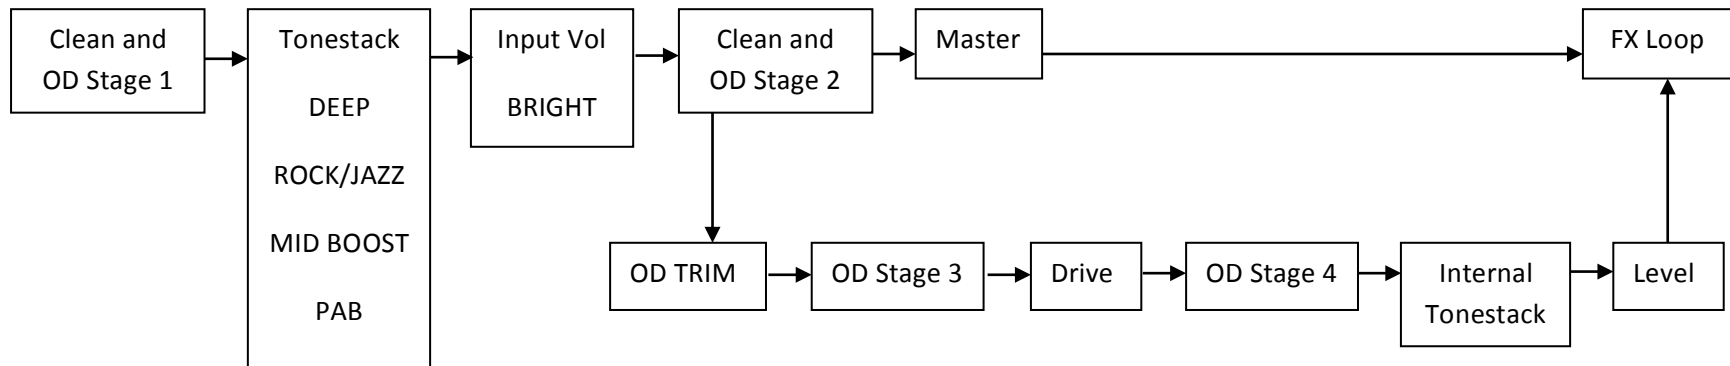 Clean and
OD Stage 1
Tonestack
DEEP
ROCK/JAZZ
MID BOOST
PAB
Input Vol
BRIGHT
Clean and
OD Stage 2
Master
FX Loop
OD TRIM
OD Stage 3
Drive
OD Stage 4
Internal
Tonestack
Level